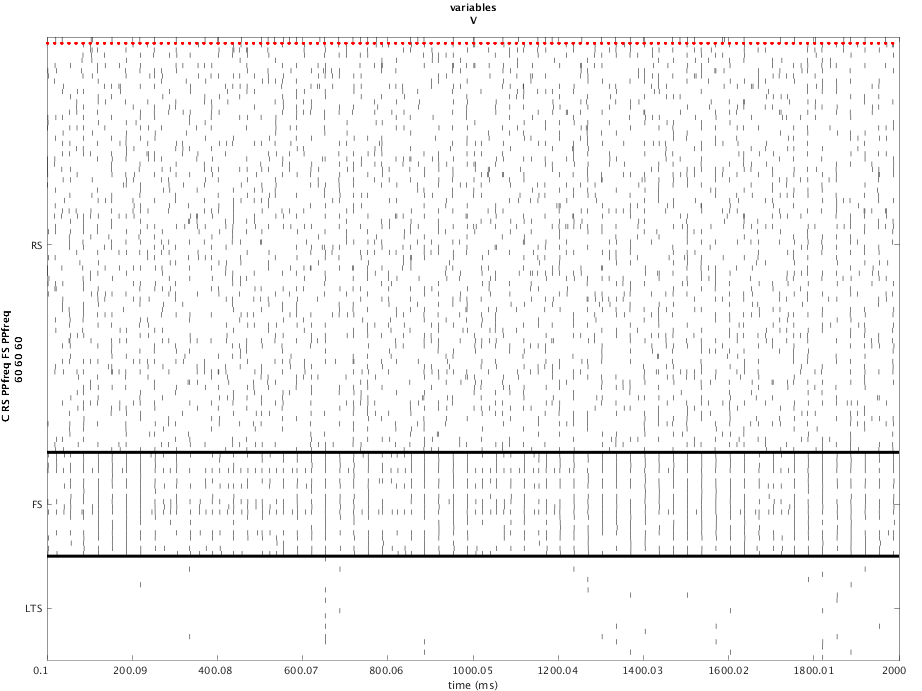 variables
V
RS
FS
LTS
C RS PPfreq FS PPfreq
60 60 60
0.1 200.09 400.08 600.07 800.06 1000.05 1200.04 1400.03 1600.02 1800.01 2000
time (ms)